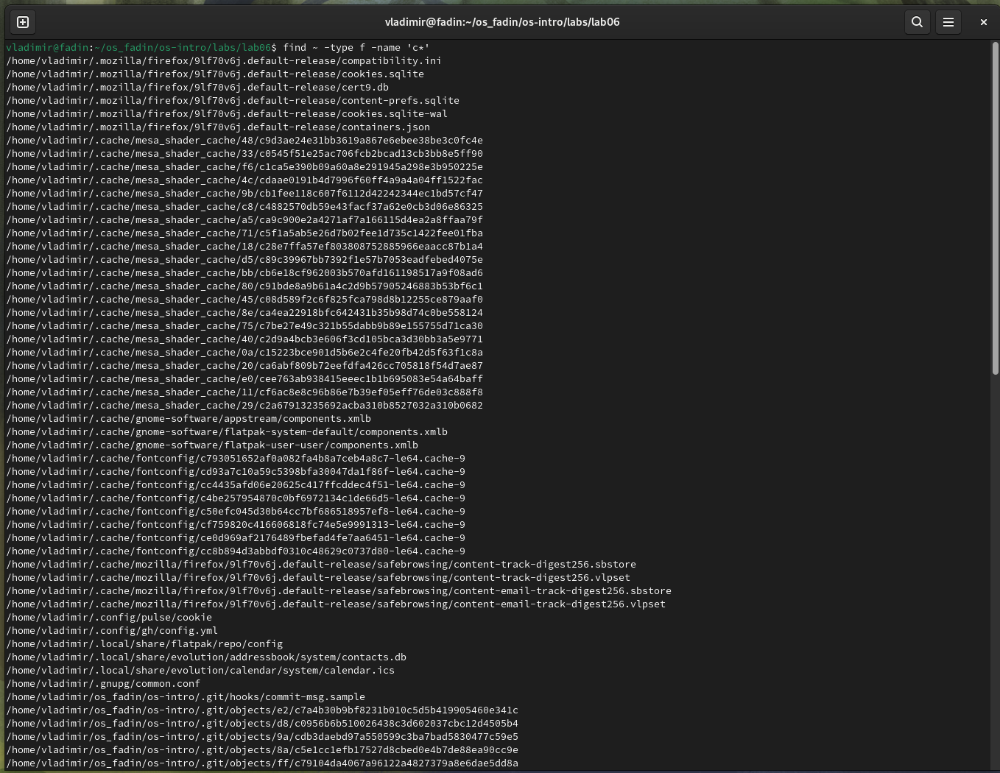 vladimir@fadin:~/os_fadin/os-intro/labs/lab06
vladimir@fadin:~/os_fadin/os-intro/labs/lab06$ find ~ -type f -name 'c*'
/home/vladimir/.mozilla/firefox/9lf70v6j.default-release/compatibility.ini
/home/vladimir/.mozilla/firefox/9lf70v6j.default-release/cookies.sqlite
/home/vladimir/.mozilla/firefox/9lf70v6j.default-release/cert9.db
/home/vladimir/.mozilla/firefox/9lf70v6j.default-release/content-prefs.sqlite
/home/vladimir/.mozilla/firefox/9lf70v6j.default-release/cookies.sqlite-wal
/home/vladimir/.mozilla/firefox/9lf70v6j.default-release/containers.json
/home/vladimir/.cache/mesa_shader_cache/48/c9d3ae24e31bb3619a867e6ebee38be3c0fc4e
/home/vladimir/.cache/mesa_shader_cache/33/c0545f51e25ac706fcb2bcad13cb3bb8e5ff90
/home/vladimir/.cache/mesa_shader_cache/f6/c1ca5e390b09a60a8e291945a298e3b950225e
/home/vladimir/.cache/mesa_shader_cache/4c/cdaae0191b4d7996f60ff4a9a4a04ff1522fac
/home/vladimir/.cache/mesa_shader_cache/9b/cb1fee118c607f6112d42242344ec1bd57cf47
/home/vladimir/.cache/mesa_shader_cache/c8/c4882570db59e43facf37a62e0cb3d06e86325
/home/vladimir/.cache/mesa_shader_cache/a5/ca9c900e2a4271af7a166115d4ea2a8ffaa79f
/home/vladimir/.cache/mesa_shader_cache/71/c5f1a5ab5e26d7b02fee1d735c1422fee01fba
/home/vladimir/.cache/mesa_shader_cache/18/c28e7ffa57ef803808752885966eaacc87b1a4
/home/vladimir/.cache/mesa_shader_cache/d5/c89c39967bb7392f1e57b7053eadfebed4075e
/home/vladimir/.cache/mesa_shader_cache/bb/cb6e18cf962003b570afd161198517a9f08ad6
/home/vladimir/.cache/mesa_shader_cache/80/c91bde8a9b61a4c2d9b57905246883b53bf6c1
/home/vladimir/.cache/mesa_shader_cache/45/c08d589f2c6f825fca798d8b12255ce879aaf0
/home/vladimir/.cache/mesa_shader_cache/8e/ca4ea22918bfc642431b35b98d74c0be558124
/home/vladimir/.cache/mesa_shader_cache/75/c7be27e49c321b55dabb9b89e155755d71ca30
/home/vladimir/.cache/mesa_shader_cache/40/c2d9a4bcb3e606f3cd105bca3d30bb3a5e9771
/home/vladimir/.cache/mesa_shader_cache/0a/c15223bce901d5b6e2c4fe20fb42d5f63f1c8a
/home/vladimir/.cache/mesa_shader_cache/20/ca6abf809b72eefdfa426cc705818f54d7ae87
/home/vladimir/.cache/mesa_shader_cache/e0/cee763ab938415eeec1b1b695083e54a64baff
/home/vladimir/.cache/mesa_shader_cache/11/cf6ac8e8c96b86e7b39ef05eff76de03c888f8
/home/vladimir/.cache/mesa_shader_cache/29/c2a67913235692acba310b8527032a310b0682
/home/vladimir/.cache/gnome-software/appstream/components.xmlb
/home/vladimir/.cache/gnome-software/flatpak-system-default/components.xmlb
/home/vladimir/.cache/gnome-software/flatpak-user-user/components.xmlb
/home/vladimir/.cache/fontconfig/c793051652af0a082fa4b8a7ceb4a8c7-le64.cache-9
/home/vladimir/.cache/fontconfig/cd93a7c10a59c5398bfa30047da1f86f-le64.cache-9
/home/vladimir/.cache/fontconfig/cc4435afd06e20625c417ffcddec4f51-le64.cache-9
/home/vladimir/.cache/fontconfig/c4be257954870c0bf6972134c1de66d5-le64.cache-9
/home/vladimir/.cache/fontconfig/c50efc045d30b64cc7bf686518957ef8-le64.cache-9
/home/vladimir/.cache/fontconfig/cf759820c416606818fc74e5e9991313-le64.cache-9
/home/vladimir/.cache/fontconfig/ce0d969af2176489fbefad4fe7aa6451-le64.cache-9
/home/vladimir/.cache/fontconfig/cc8b894d3abbdf0310c48629c0737d80-le64.cache-9
/home/vladimir/.cache/mozilla/firefox/9lf70v6j.default-release/safebrowsing/content-track-digest256.sbstore
/home/vladimir/.cache/mozilla/firefox/9lf70v6j.default-release/safebrowsing/content-track-digest256.vlpset
/home/vladimir/.cache/mozilla/firefox/9lf70v6j.default-release/safebrowsing/content-email-track-digest256.sbstore
/home/vladimir/.cache/mozilla/firefox/9lf70v6j.default-release/safebrowsing/content-email-track-digest256.vlpset
/home/vladimir/.config/pulse/cookie
/home/vladimir/.config/gh/config.yml
/home/vladimir/.local/share/flatpak/repo/config
/home/vladimir/.local/share/evolution/addressbook/system/contacts.db
/home/vladimir/.local/share/evolution/calendar/system/calendar.ics
/home/vladimir/.gnupg/common.conf
/home/vladimir/os_fadin/os-intro/.git/hooks/commit-msg.sample
/home/vladimir/os_fadin/os-intro/.git/objects/e2/c7a4b30b9bf8231b010c5d5b419905460e341c
/home/vladimir/os_fadin/os-intro/.git/objects/d8/c0956b6b510026438c3d602037cbc12d4505b4
/home/vladimir/os_fadin/os-intro/.git/objects/9a/cdb3daebd97a550599c3ba7bad5830477c59e5
/home/vladimir/os_fadin/os-intro/.git/objects/8a/c5e1cc1efb17527d8cbed0e4b7de88ea90cc9e
/home/vladimir/os_fadin/os-intro/.git/objects/ff/c79104da4067a96122a4827379a8e6dae5dd8a